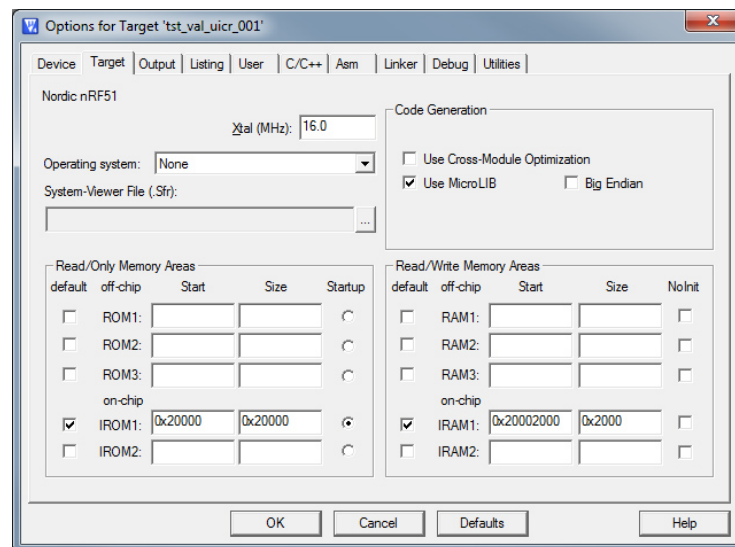 Options for Target 'tst_val_uicr_001'
Device Target Output Listing User C/C++ Asm Linker Debug Utilities
Nordic nRF51
Xtal (MHz): 16.0
Operating system: None
System-Viewer File (.Sfr):
...
Code Generation
Use Cross-Module Optimization
Use MicroLIB Big Endian
Read/Only Memory Areas
default off-chip Start Size Startup
ROM1:
ROM2:
ROM3:
on-chip
IROM1: 0x20000 0x20000
IROM2:
Read/Write Memory Areas
default off-chip Start Size NoInit
RAM1:
RAM2:
RAM3:
on-chip
IRAM1: 0x20002000 0x2000
IRAM2:
OK Cancel Defaults Help